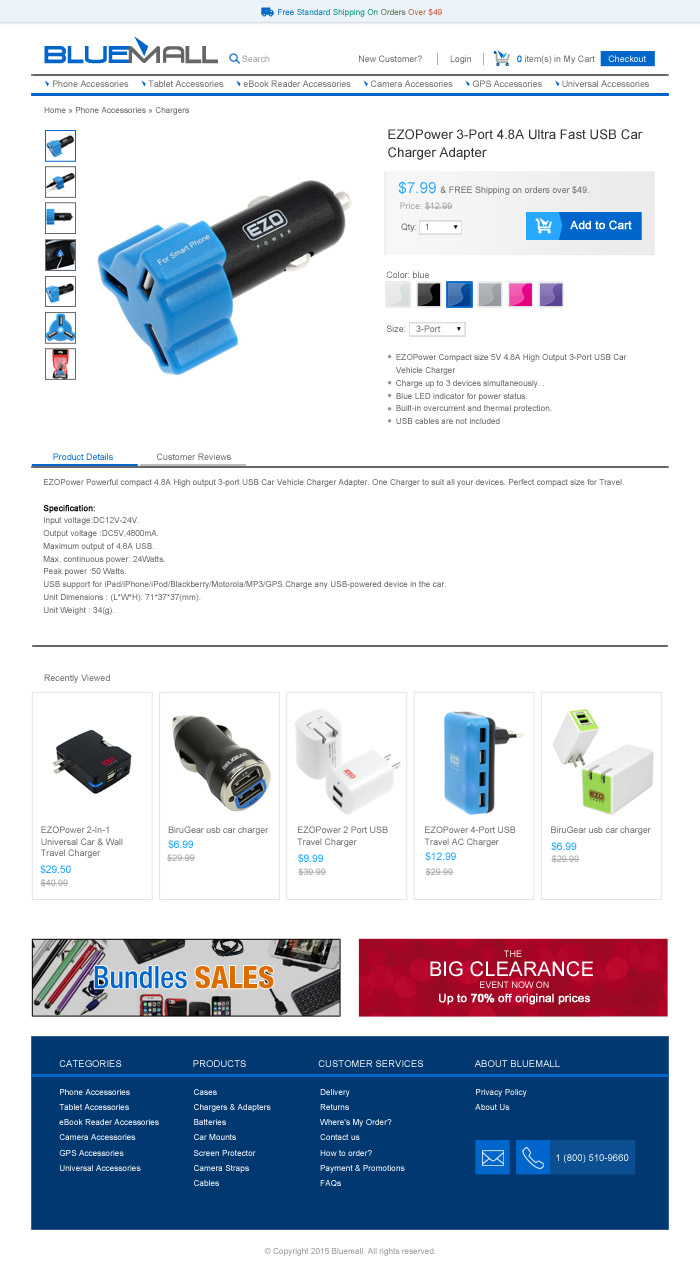 Free Standard Shipping On Orders Over $49
BLUEMALL
Search
New Customer?
Login
0 item(s) in My Cart
Checkout
Phone Accessories
Tablet Accessories
eBook Reader Accessories
Camera Accessories
GPS Accessories
Universal Accessories
Home » Phone Accessories » Chargers
For Smart Phone
EZO
POWER
EZOPower 3-Port 4.8A Ultra Fast USB Car
Charger Adapter
$7.99 & FREE Shipping on orders over $49.
Price: $12.99
Qty: 1
Add to Cart
Color: blue
Size: 3-Port
EZOPower Compact size 5V 4.8A High Output 3-Port USB Car
Vehicle Charger
Charge up to 3 devices simultaneously. .
Blue LED indicator for power status.
Built-in overcurrent and thermal protection.
USB cables are not included
Product Details
Customer Reviews
EZOPower Powerful compact 4.8A High output 3-port USB Car Vehicle Charger Adapter. One Charger to suit all your devices. Perfect compact size for Travel.
Specification:
Input voltage:DC12V-24V.
Output voltage :DC5V,4800mA.
Maximum output of 4.8A USB.
Max. continuous power: 24Watts.
Peak power :50 Watts.
USB support for iPad/iPhone/iPod/Blackberry/Motorola/MP3/GPS.Charge any USB-powered device in the car.
Unit Dimensions : (L*W*H): 71*37*37(mm).
Unit Weight : 34(g).
Recently Viewed
EZO
BIRUGEAR
EZO
EZO
EZO
EZOPower 2-In-1
Universal Car & Wall
Travel Charger
$29.50
$40.99
BiruGear usb car charger
$6.99
$29.99
EZOPower 2 Port USB
Travel Charger
$9.99
$39.99
EZOPower 4-Port USB
Travel AC Charger
$12.99
$29.99
BiruGear usb car charger
$6.99
$29.99
Bundles SALES
THE
BIG CLEARANCE
EVENT NOW ON
Up to 70% off original prices
CATEGORIES
Phone Accessories
Tablet Accessories
eBook Reader Accessories
Camera Accessories
GPS Accessories
Universal Accessories
PRODUCTS
Cases
Chargers & Adapters
Batteries
Car Mounts
Screen Protector
Camera Straps
Cables
CUSTOMER SERVICES
Delivery
Returns
Where's My Order?
Contact us
How to order?
Payment & Promotions
FAQs
ABOUT BLUEMALL
Privacy Policy
About Us
1 (800) 510-9660
© Copyright 2015 Bluemall. All rights reserved.